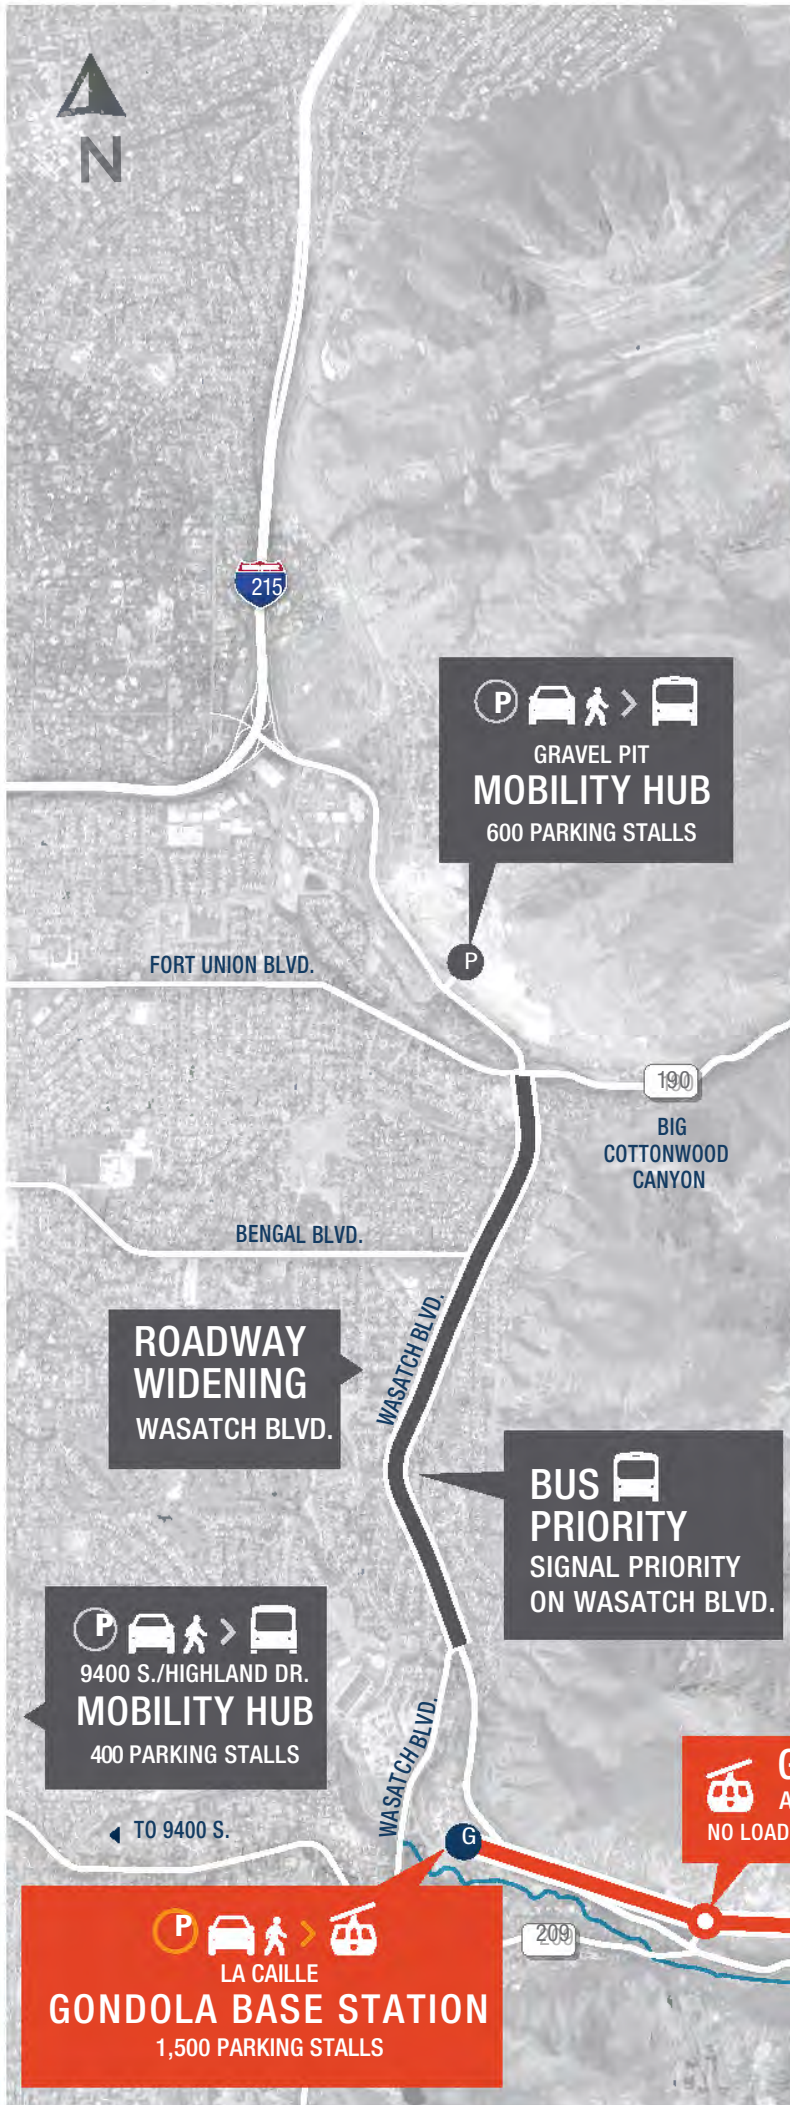 N
215
P
GRAVEL PIT
MOBILITY HUB
600 PARKING STALLS
P
FORT UNION BLVD.
190
BIG
COTTONWOOD
CANYON
BENGAL BLVD.
WASATCH BLVD.
ROADWAY
WIDENING
WASATCH BLVD.
BUS
PRIORITY
SIGNAL PRIORITY
ON WASATCH BLVD.
P
9400 S./HIGHLAND DR.
MOBILITY HUB
400 PARKING STALLS
WASATCH BLVD.
TO 9400 S.
G
NO LOAD
209
P
LA CAILLE
GONDOLA BASE STATION
1,500 PARKING STALLS